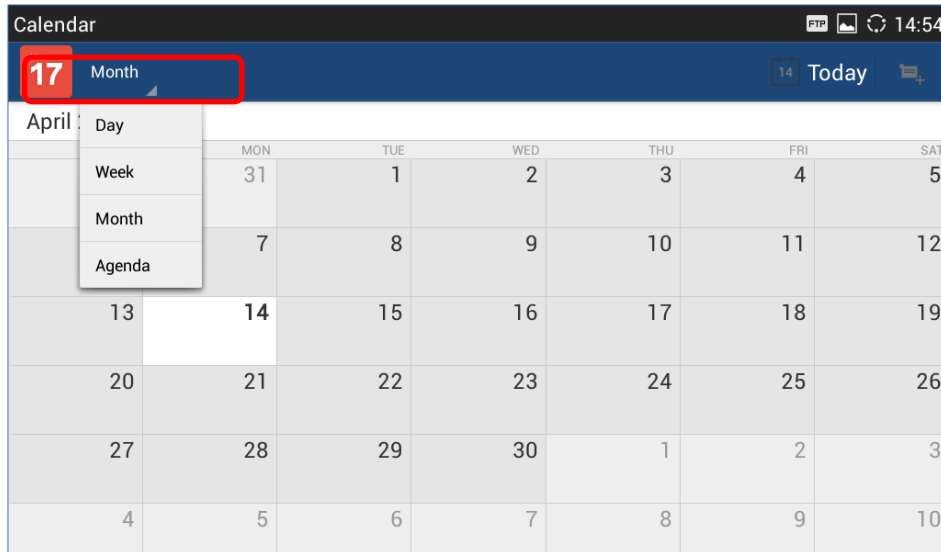 Calendar FTP 14:54
17 Month 14 Today
April
Day
MON TUE WED THU FRI SAT
Week 31 1 2 3 4 5
Month
7 8 9 10 11 12
Agenda
13 14 15 16 17 18 19
20 21 22 23 24 25 26
27 28 29 30 1 2 3
4 5 6 7 8 9 10